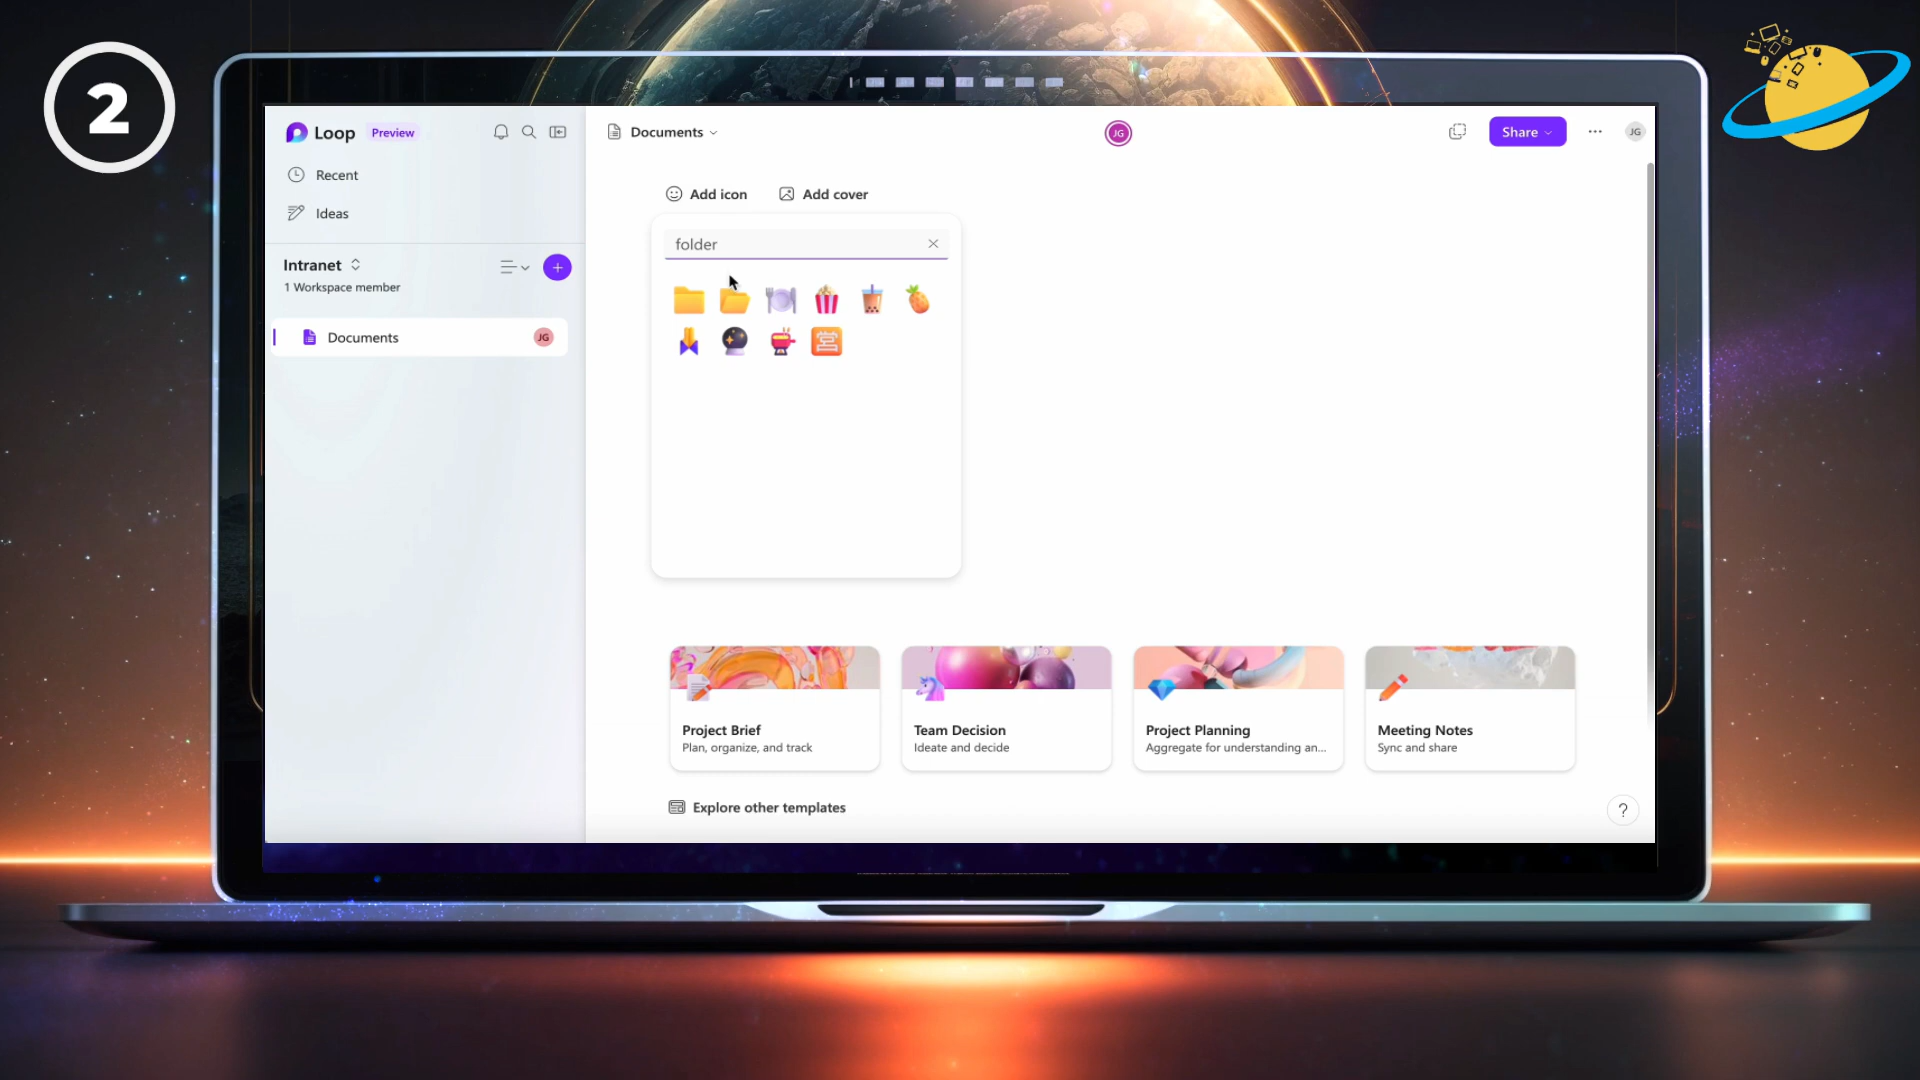 2
Loop Preview
Recent
Ideas
Intranet
1 Workspace member
Documents
JG
Documents
JG
Share
JG
Add icon
Add cover
folder
営
Project Brief
Plan, organize, and track
Team Decision
Ideate and decide
Project Planning
Aggregate for understanding an...
Meeting Notes
Sync and share
Explore other templates
?